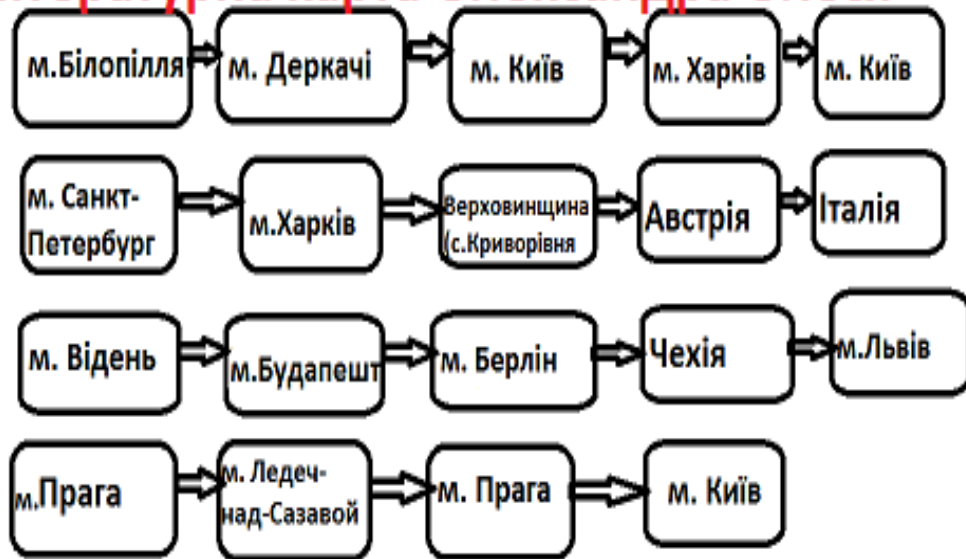 м.Білопілля
м. Деркачі
м. Київ
м. Харків
м. Київ
м. Санкт-
Петербург
м.Харків
Верховинщина
(с.Криворівня
Австрія
Італія
м. Відень
м.Будапешт
м. Берлін
Чехія
м.Львів
м.Прага
м. Ледеч-
над-Сазавой
м. Прага
м. Київ